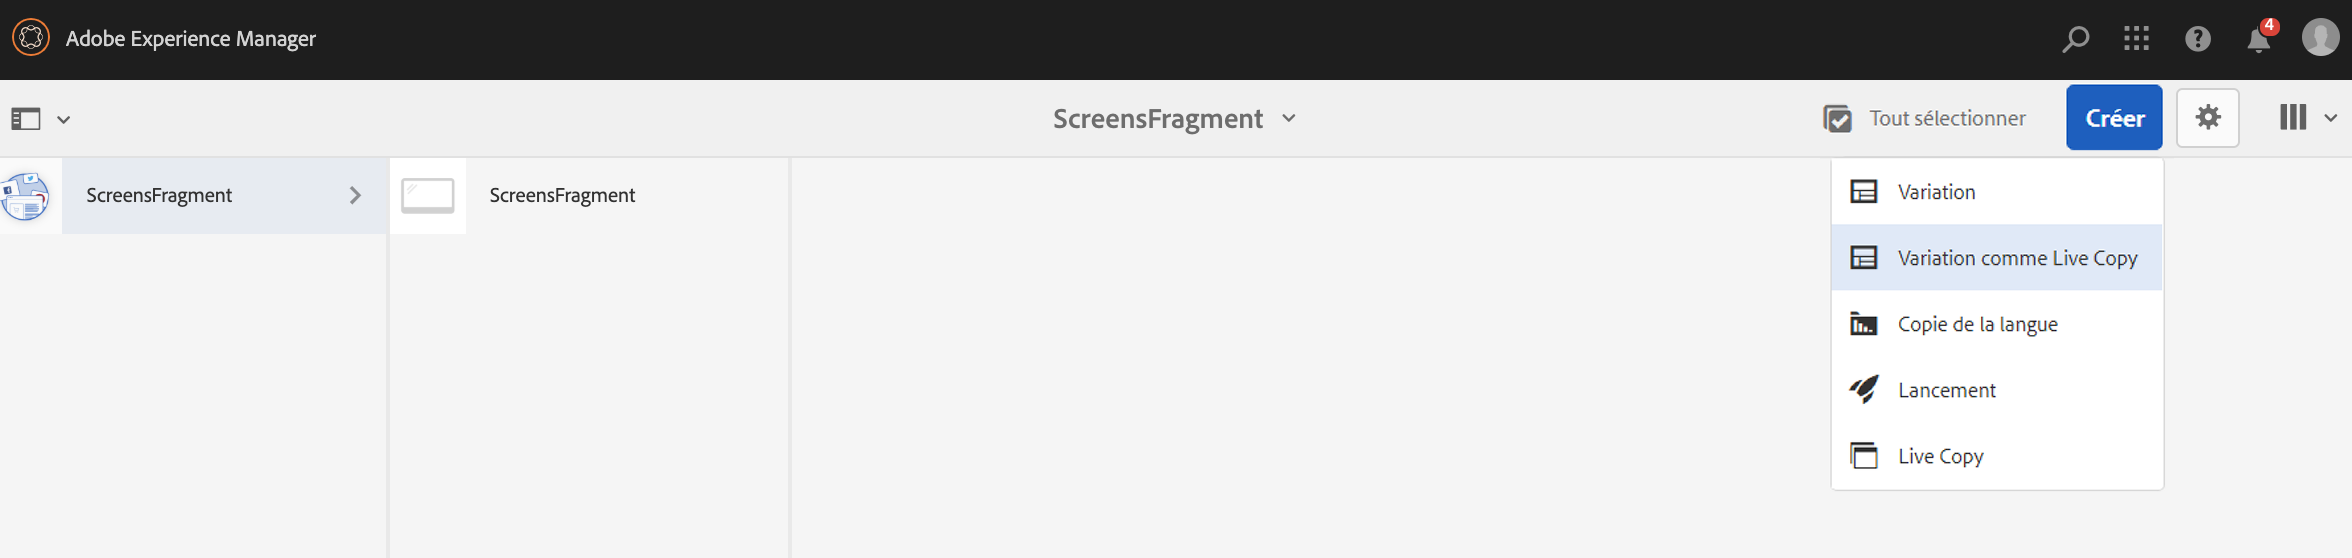 Adobe Experience Manager
4
ScreensFragment
Tout sélectionner
Créer
ScreensFragment
ScreensFragment
Variation
Variation comme Live Copy
Copie de la langue
Lancement
Live Copy